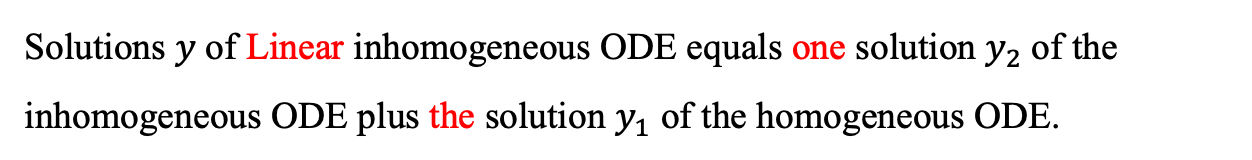 Solutions y of Linear inhomogeneous ODE equals one solution y₂ of the
inhomogeneous ODE plus the solution y₁ of the homogeneous ODE.